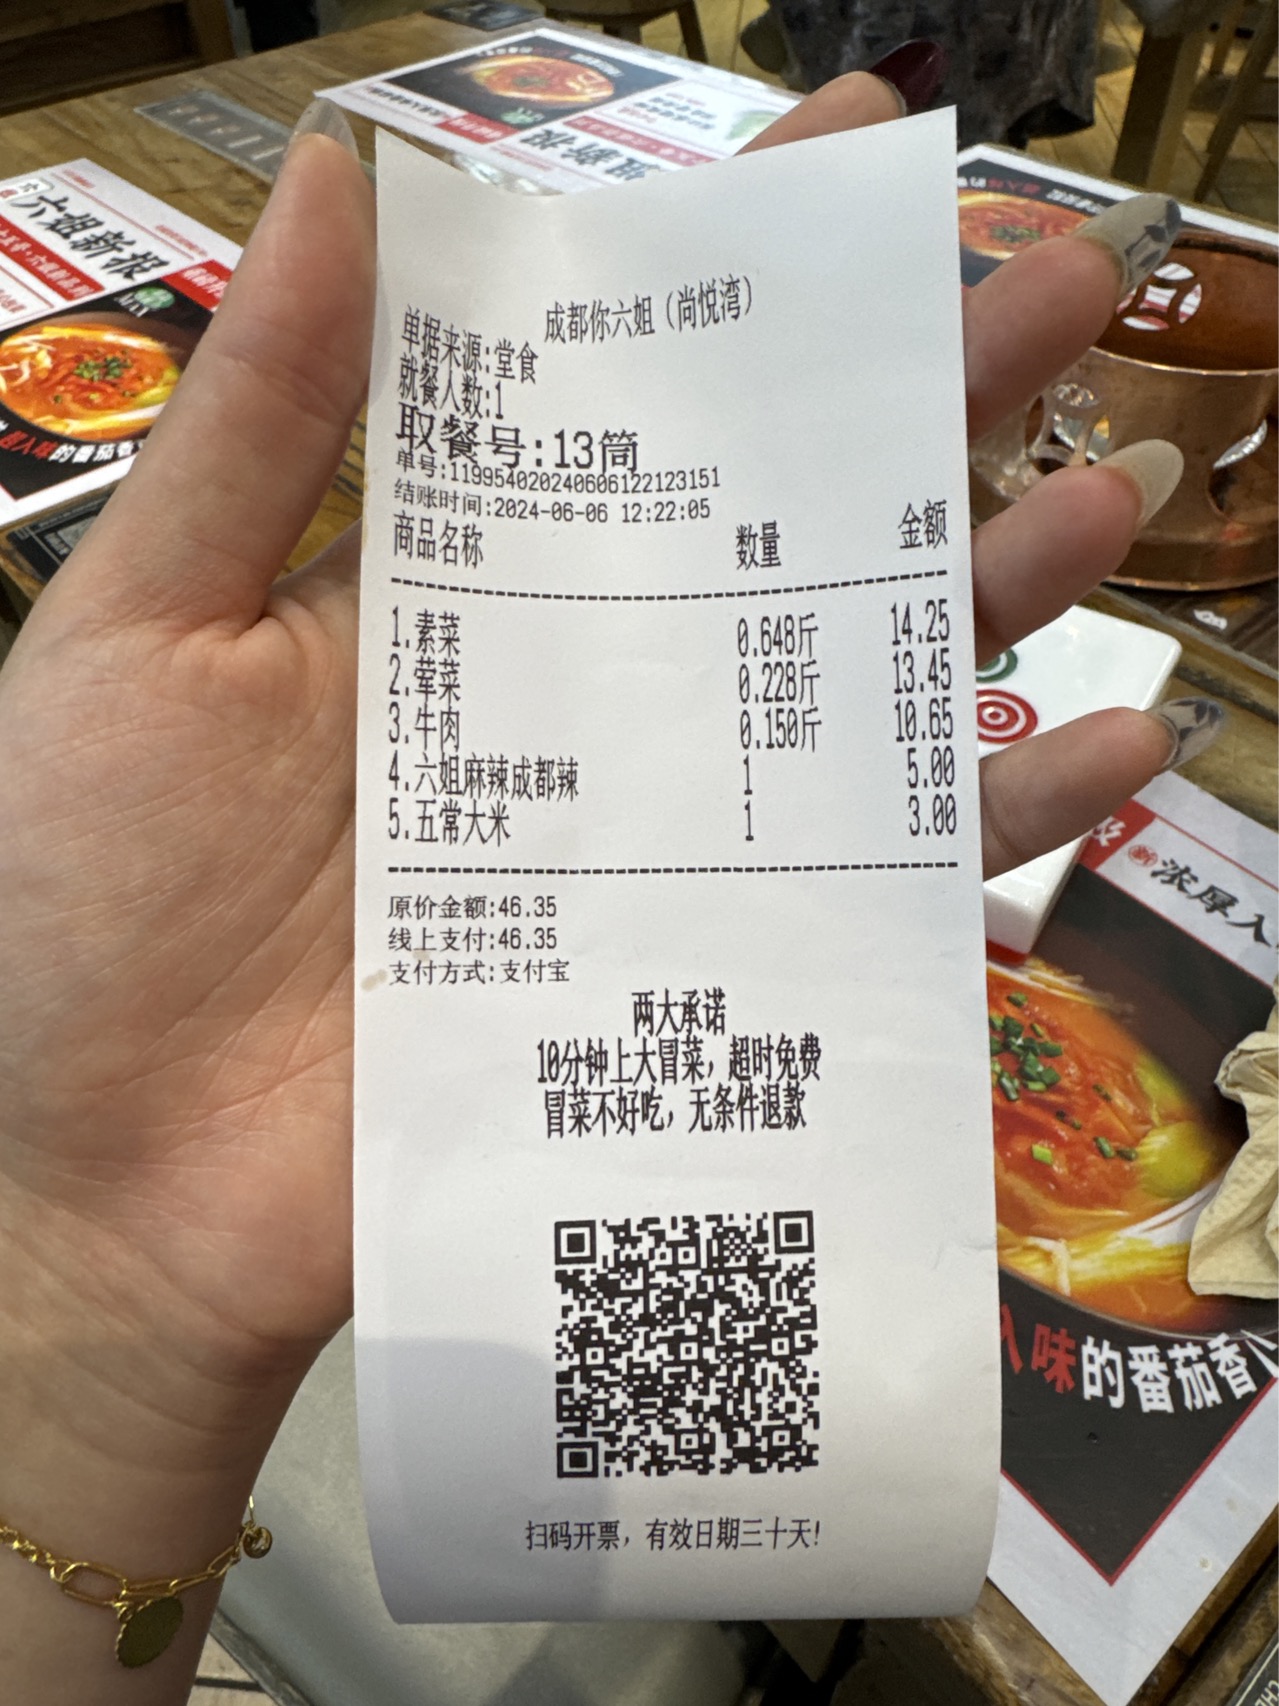 成都你六姐（尚悦湾）
单据来源:堂食
就餐人数:1
取餐号:13筒
单号:119954020240606122123151
结账时间:2024-06-06 12:22:05
商品名称 数量 金额
1.素菜 0.648斤 14.25
2.荤菜 0.228斤 13.45
3.牛肉 0.150斤 10.65
4.六姐麻辣成都辣 1 5.00
5.五常大米 1 3.00
原价金额:46.35
线上支付:46.35
支付方式:支付宝
两大承诺
10分钟上大冒菜，超时免费
冒菜不好吃，无条件退款
扫码开票，有效日期三十天!
六姐新报
入味的番茄香
姐新报
新 浓厚入
入味的番茄香